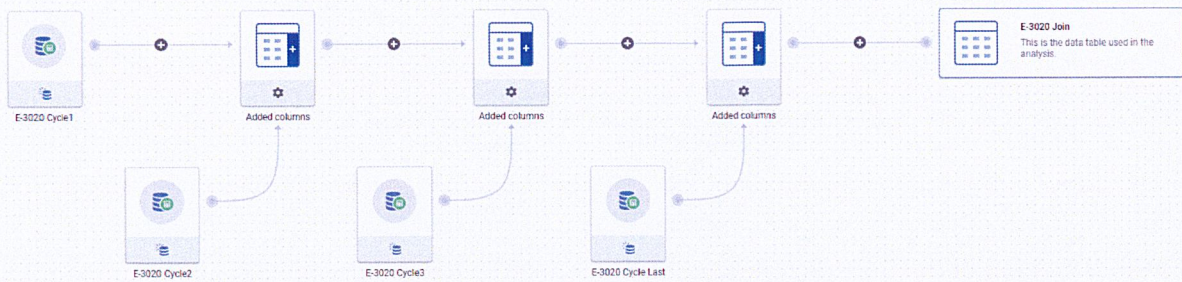 E-3020 Join
This is the data table used in the
analysis.
E-3020 Cycle1
Added columns
Added columns
Added columns
E-3020 Cycle2
E-3020 Cycle3
E-3020 Cycle Last